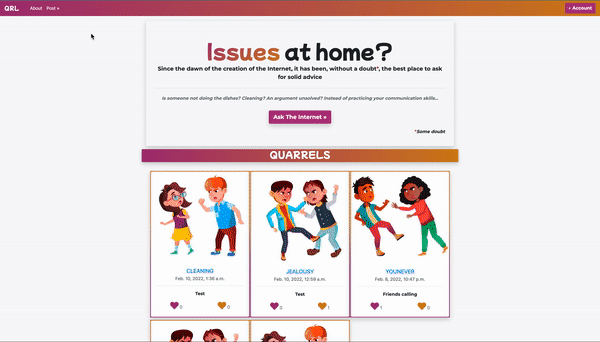 QRL About Post » › Account
Issues at home?
Since the dawn of the creation of the Internet, it has been, without a doubt*, the best place to ask
for solid advice
Is someone not doing the dishes? Cleaning? An argument unsolved? Instead of practicing your communication skills...
Ask The Internet »
*Some doubt
QUARRELS
CLEANING
Feb. 10, 2022, 1:36 a.m.
Test
0 0
JEALOUSY
Feb. 10, 2022, 12:59 a.m.
Test
0 1
YOUNEVER
Feb. 8, 2022, 10:47 p.m.
Friends calling
1 0